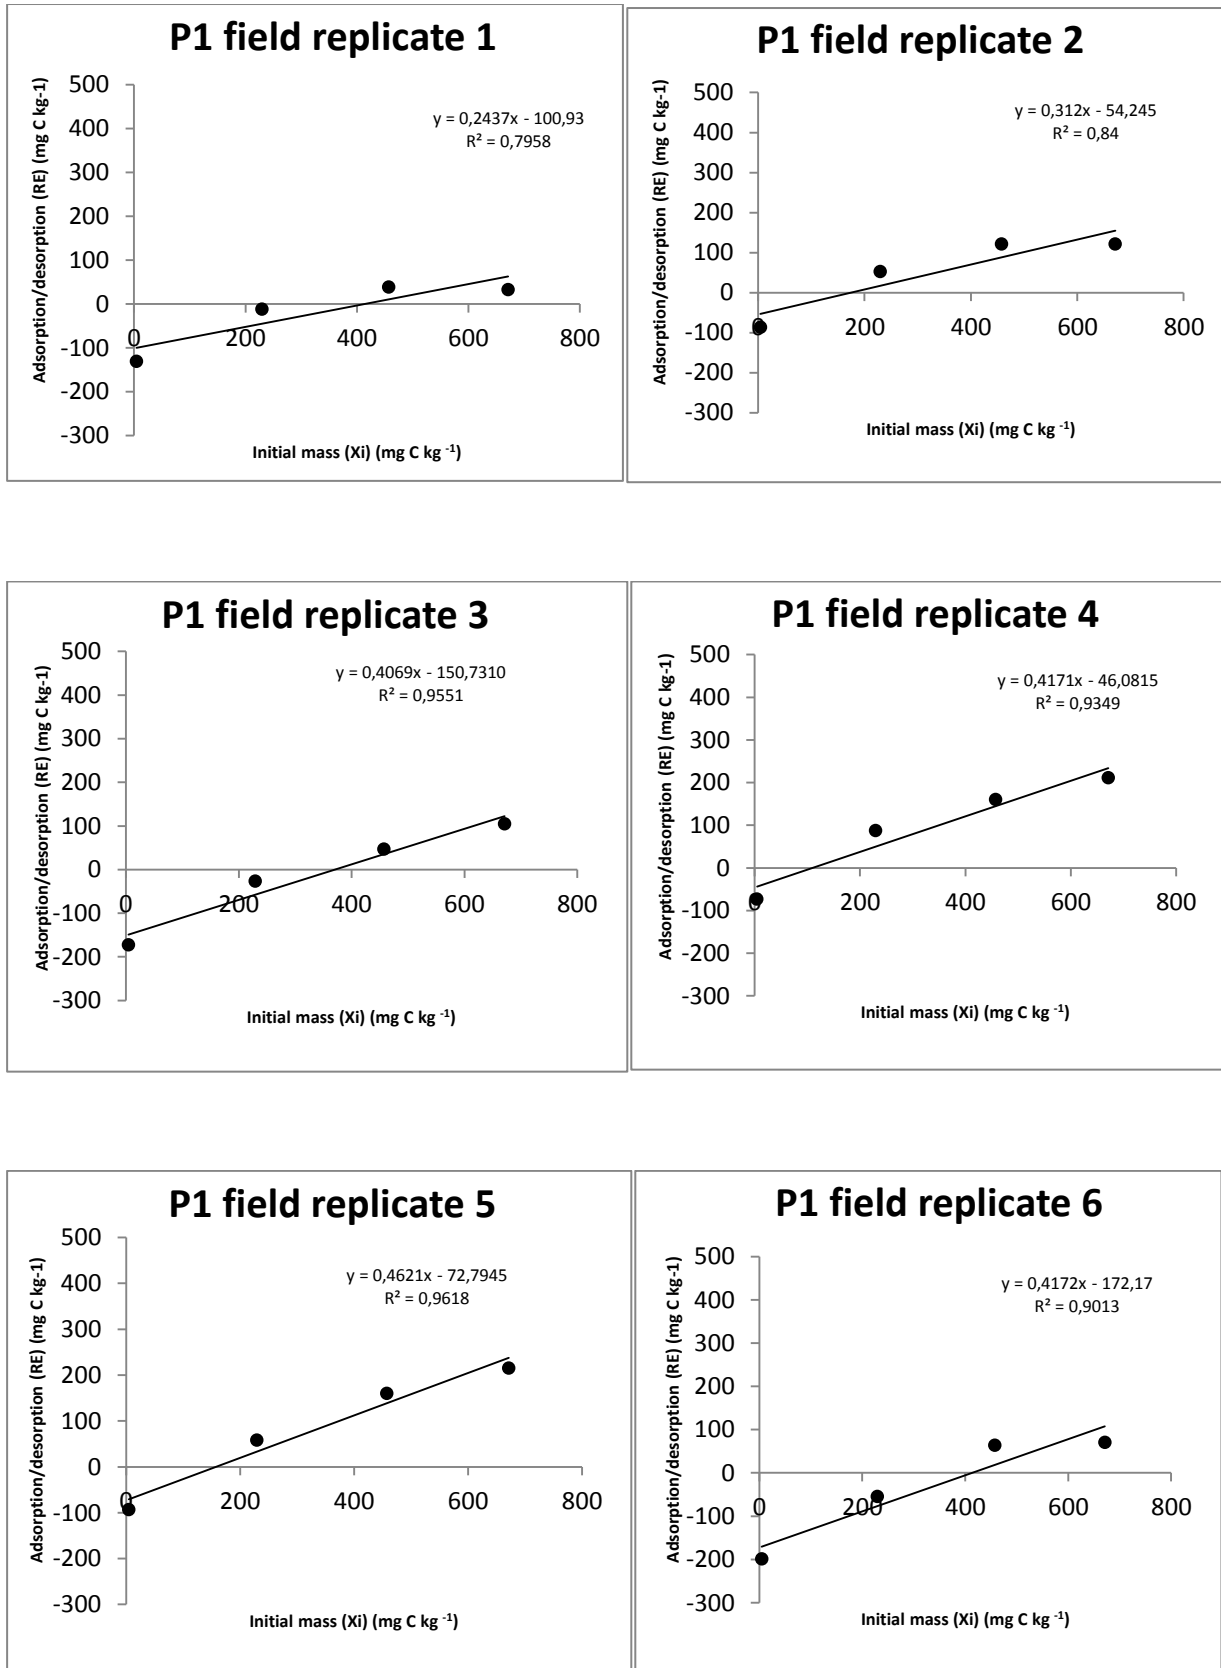 P1 field replicate 1
Adsorption/desorption (RE) (mg C kg-1)
500
400
300
200
100
0
-100
-200
-300
0
200
400
600
800
y = 0,2437x - 100,93
R² = 0,7958
Initial mass (Xi) (mg C kg -1)
P1 field replicate 2
Adsorption/desorption (RE) (mg C kg-1)
500
400
300
200
100
0
-100
-200
-300
0
200
400
600
800
y = 0,312x - 54,245
R² = 0,84
Initial mass (Xi) (mg C kg -1)
P1 field replicate 3
Adsorption/desorption (RE) (mg C kg-1)
500
400
300
200
100
0
-100
-200
-300
0
200
400
600
800
y = 0,4069x - 150,7310
R² = 0,9551
Initial mass (Xi) (mg C kg -1)
P1 field replicate 4
Adsorption/desorption (RE) (mg C kg-1)
500
400
300
200
100
0
-100
-200
-300
0
200
400
600
800
y = 0,4171x - 46,0815
R² = 0,9349
Initial mass (Xi) (mg C kg -1)
P1 field replicate 5
Adsorption/desorption (RE) (mg C kg-1)
500
400
300
200
100
0
-100
-200
-300
0
200
400
600
800
y = 0,4621x - 72,7945
R² = 0,9618
Initial mass (Xi) (mg C kg -1)
P1 field replicate 6
Adsorption/desorption (RE) (mg C kg-1)
500
400
300
200
100
0
-100
-200
-300
0
200
400
600
800
y = 0,4172x - 172,17
R² = 0,9013
Initial mass (Xi) (mg C kg -1)